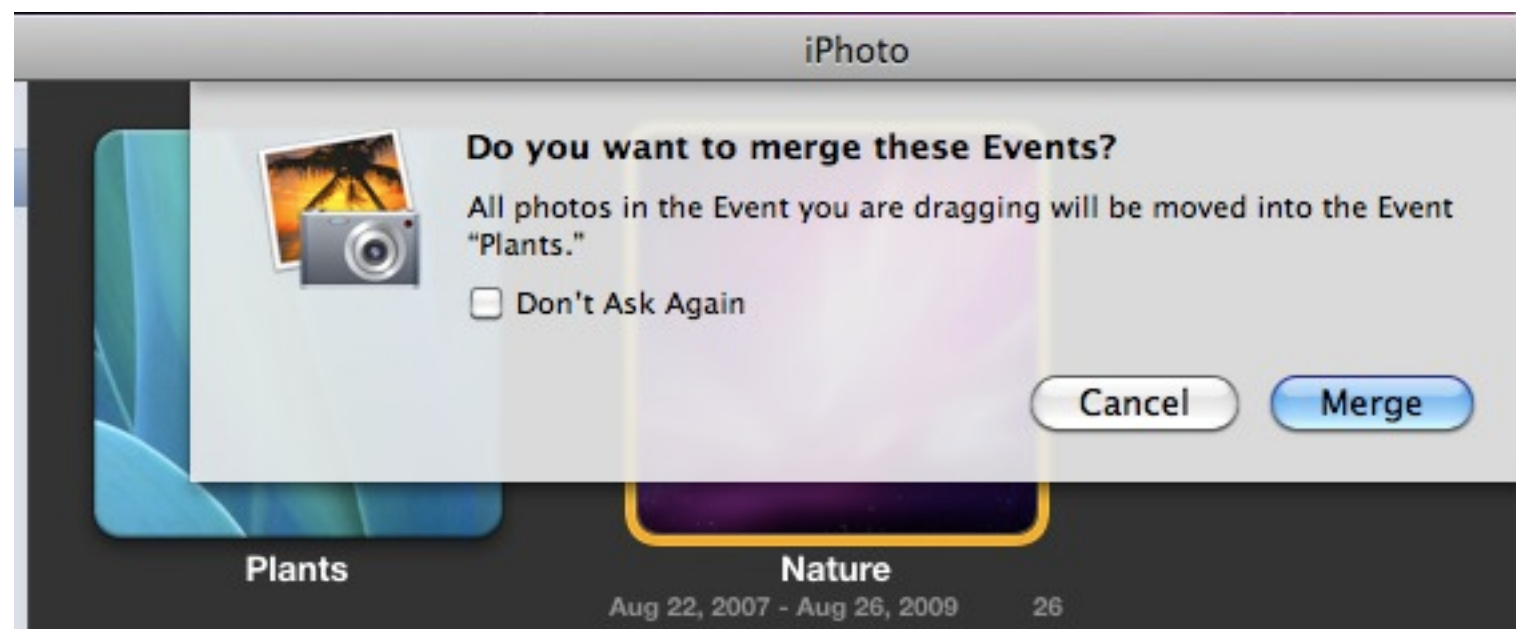 iPhoto
Do you want to merge these Events?
All photos in the Event you are dragging will be moved into the Event
“Plants.”
Don't Ask Again
Cancel Merge
Plants Nature
Aug 22, 2007 - Aug 26, 2009 26